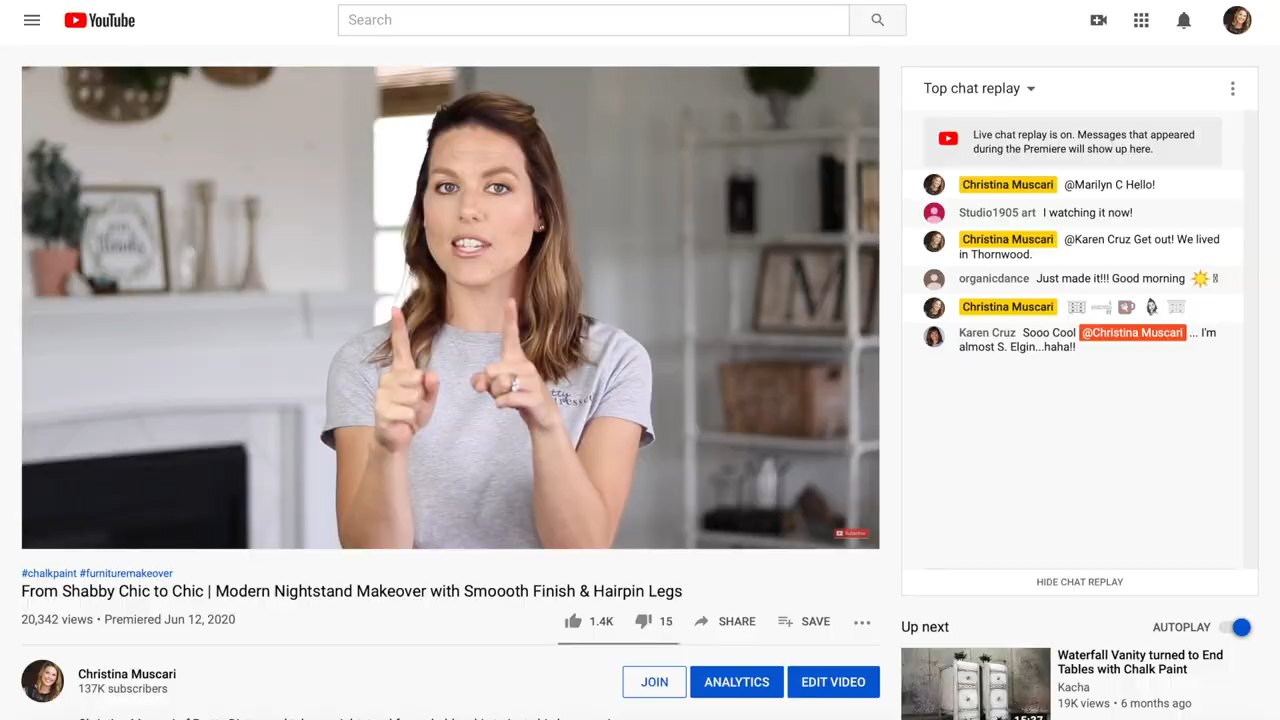 YouTube
Search
Top chat replay
Live chat replay is on. Messages that appeared
during the Premiere will show up here.
Christina Muscari @Marilyn C Hello!
Studio1905 art I watching it now!
Christina Muscari @Karen Cruz Get out! We lived
in Thornwood.
organicdance Just made it!!! Good morning
Christina Muscari
Karen Cruz Sooo Cool @Christina Muscari ... I'm
almost S. Elgin...haha!!
HIDE CHAT REPLAY
M
Subscribe
#chalkpaint #furnituremakeover
From Shabby Chic to Chic | Modern Nightstand Makeover with Smoooth Finish & Hairpin Legs
20,342 views • Premiered Jun 12, 2020
1.4K
15
SHARE
SAVE
Christina Muscari
137K subscribers
JOIN
ANALYTICS
EDIT VIDEO
Up next
AUTOPLAY
Waterfall Vanity turned to End
Tables with Chalk Paint
Kacha
19K views • 6 months ago
15:37